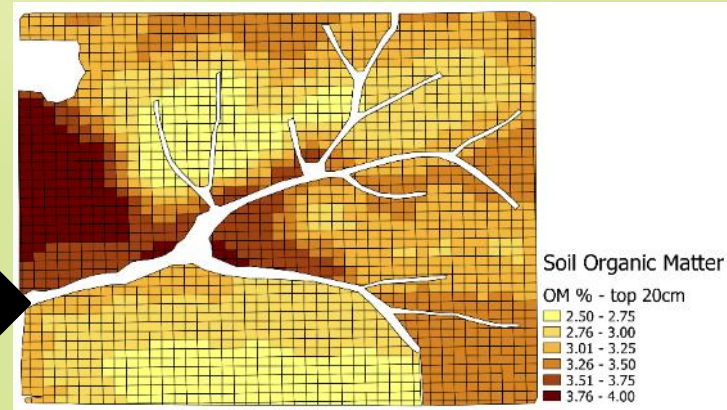 Soil Organic Matter
OM % - top 20cm
2.50 - 2.75
2.76 - 3.00
3.01 - 3.25
3.26 - 3.50
3.51 - 3.75
3.76 - 4.00